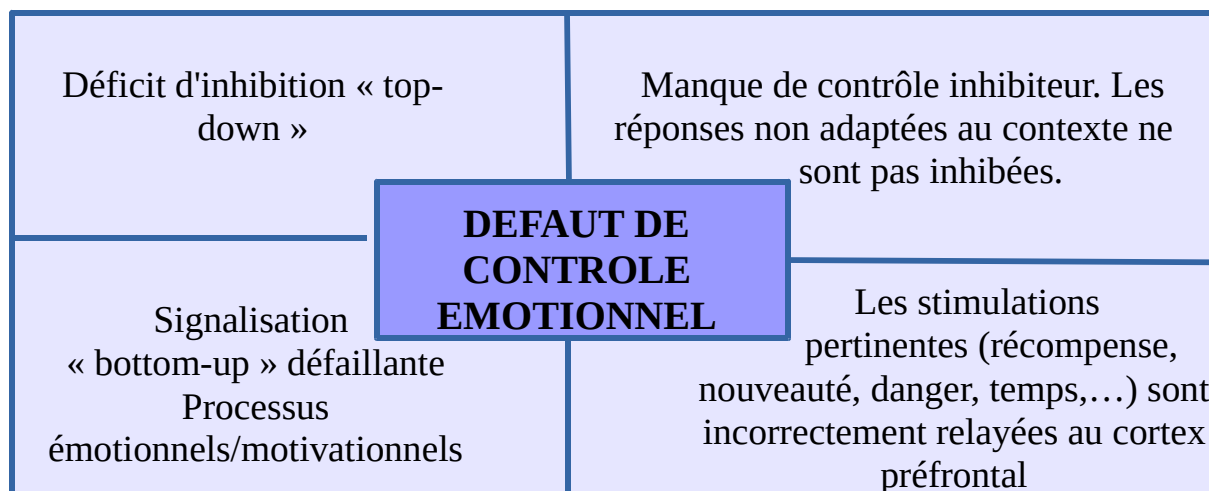 Déficit d'inhibition « top-
down »
Manque de contrôle inhibiteur. Les
réponses non adaptées au contexte ne
sont pas inhibées.
DEFAUT DE
CONTROLE
EMOTIONNEL
Signalisation
« bottom-up » défaillante
Processus
émotionnels/motivationnels
Les stimulations
pertinentes (récompense,
nouveauté, danger, temps,…) sont
incorrectement relayées au cortex
préfrontal